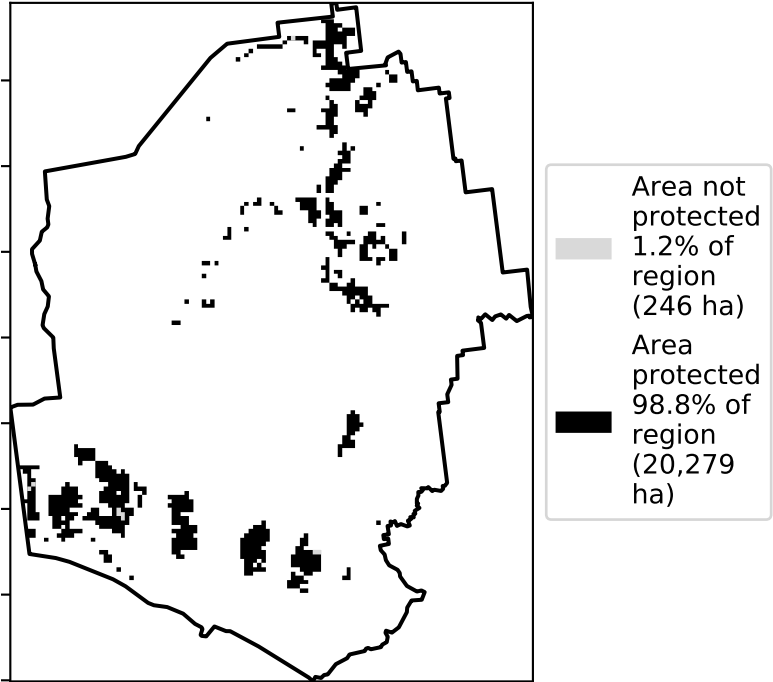 Area not
protected
1.2% of
region
(246 ha)
Area
protected
98.8% of
region
(20,279
ha)